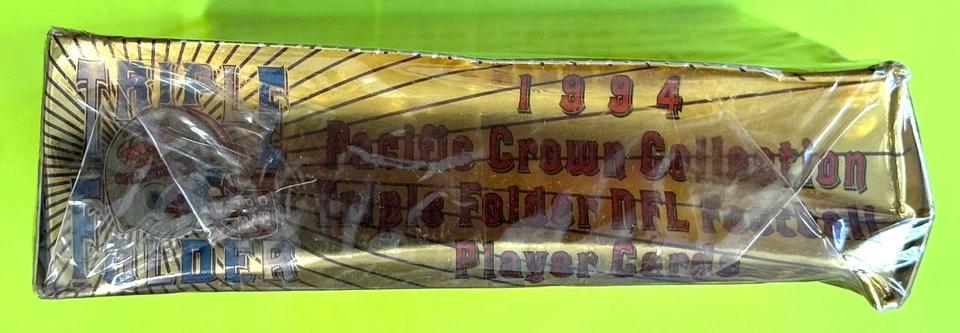 TRIPLE
FOLDER
1994
Pacific Crown Collection
Triple Folder NFL Football
Player Cards